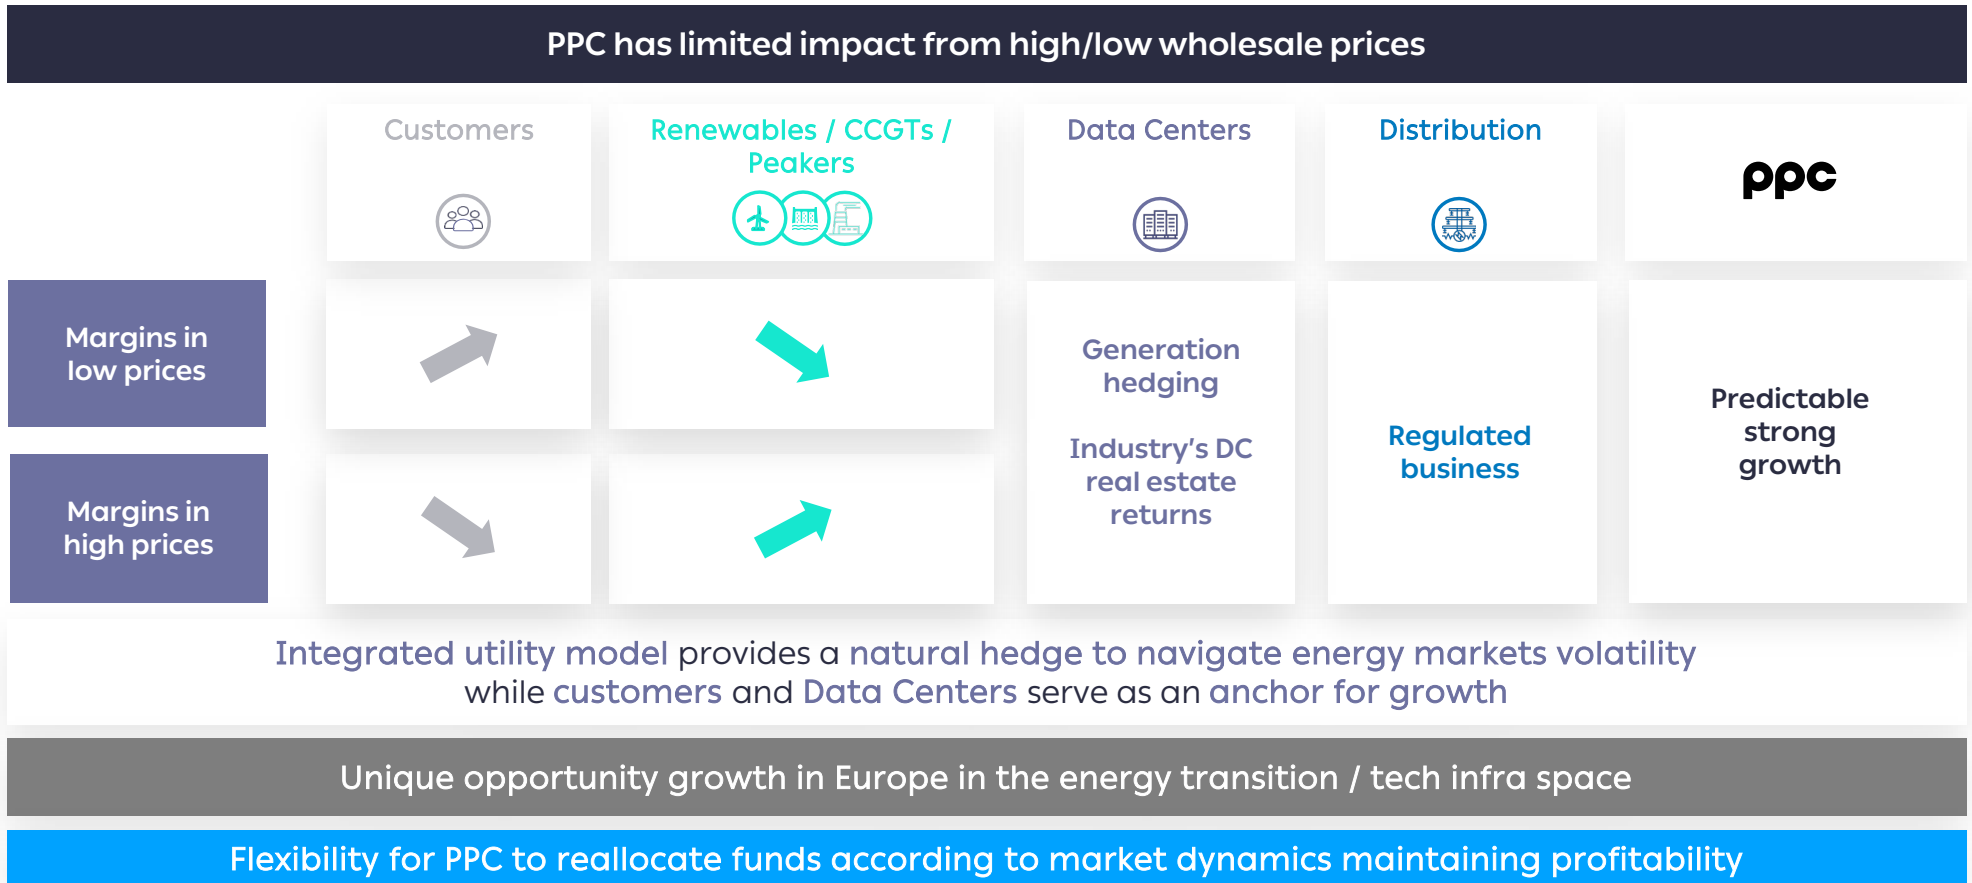 PPC has limited impact from high/low wholesale prices
Customers
Renewables / CCGTs /
Peakers
Data Centers
Distribution
ppc
Margins in
low prices
Margins in
high prices
Generation
hedging
Industry’s DC
real estate
returns
Regulated
business
Predictable
strong
growth
Integrated utility model provides a natural hedge to navigate energy markets volatility
while customers and Data Centers serve as an anchor for growth
Unique opportunity growth in Europe in the energy transition / tech infra space
Flexibility for PPC to reallocate funds according to market dynamics maintaining profitability